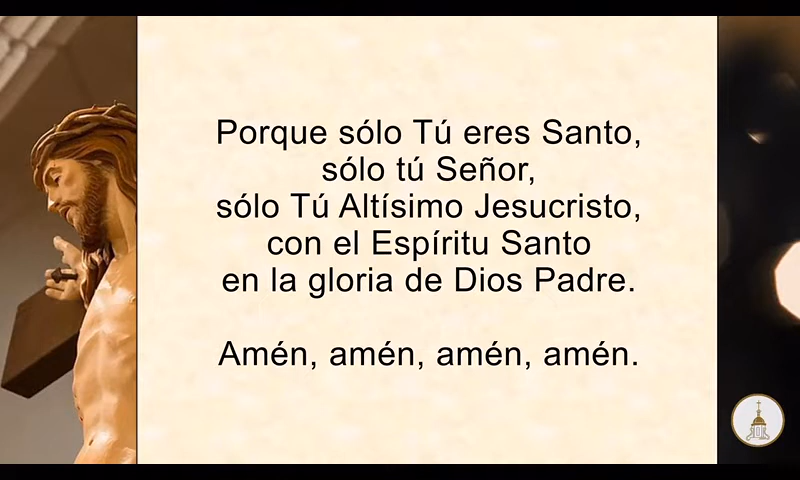 Porque sólo Tú eres Santo,
sólo tú Señor,
sólo Tú Altísimo Jesucristo,
con el Espíritu Santo
en la gloria de Dios Padre.
Amén, amén, amén, amén.